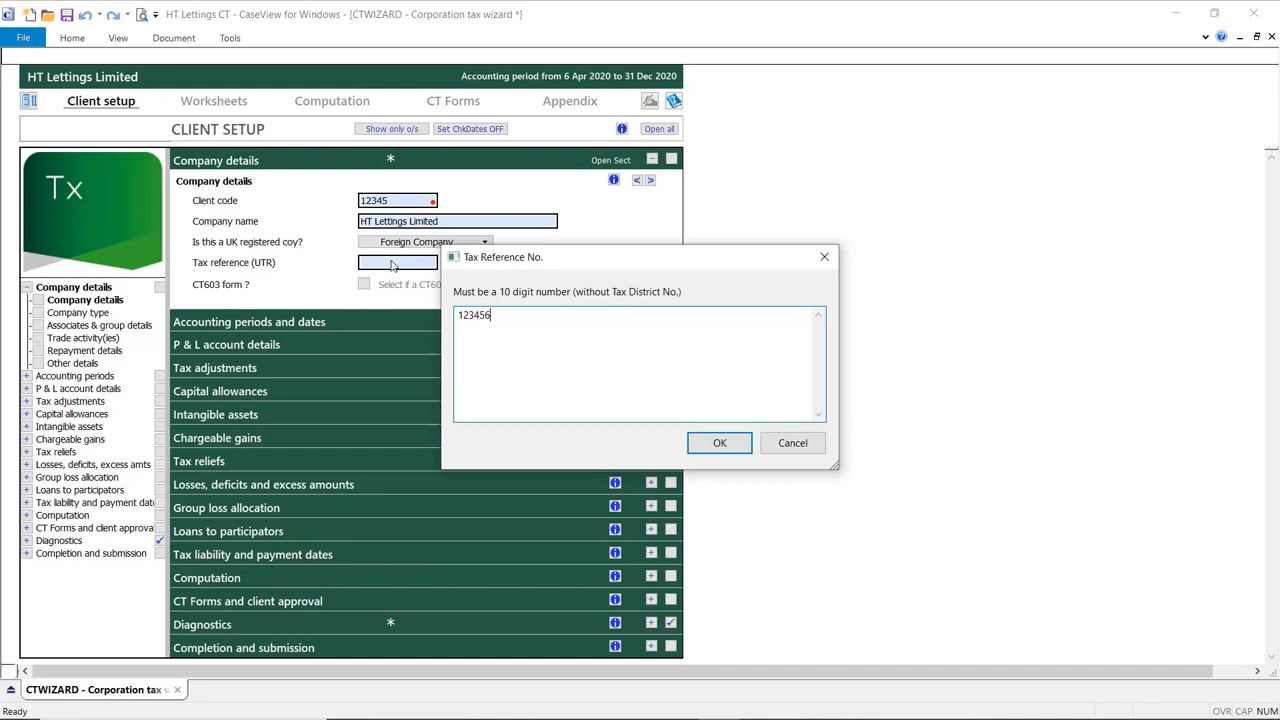 HT Lettings CT - CaseView for Windows - [CTWIZARD - Corporation tax wizard *]
File Home View Document Tools
HT Lettings Limited Accounting period from 6 Apr 2020 to 31 Dec 2020
Client setup Worksheets Computation CT Forms Appendix
CLIENT SETUP Show only o/s Set ChkDates OFF Open all
Tx
Company details * Open Sect
Company details
Client code 12345
Company name HT Lettings Limited
Is this a UK registered coy? Foreign Company
Tax reference (UTR)
CT603 form ? Select if a CT60
Accounting periods and dates
P & L account details
Tax adjustments
Capital allowances
Intangible assets
Chargeable gains
Tax reliefs
Losses, deficits and excess amounts
Group loss allocation
Loans to participators
Tax liability and payment dates
Computation
CT Forms and client approval
Diagnostics *
Completion and submission
Company details
Company details
Company type
Associates & group details
Trade activity(ies)
Repayment details
Other details
Accounting periods
P & L account details
Tax adjustments
Capital allowances
Intangible assets
Chargeable gains
Tax reliefs
Losses, deficits, excess amts
Group loss allocation
Loans to participators
Tax liability and payment date
Computation
CT Forms and client approval
Diagnostics
Completion and submission
Tax Reference No.
Must be a 10 digit number (without Tax District No.)
123456
OK Cancel
CTWIZARD - Corporation tax w
Ready OVR CAP NUM